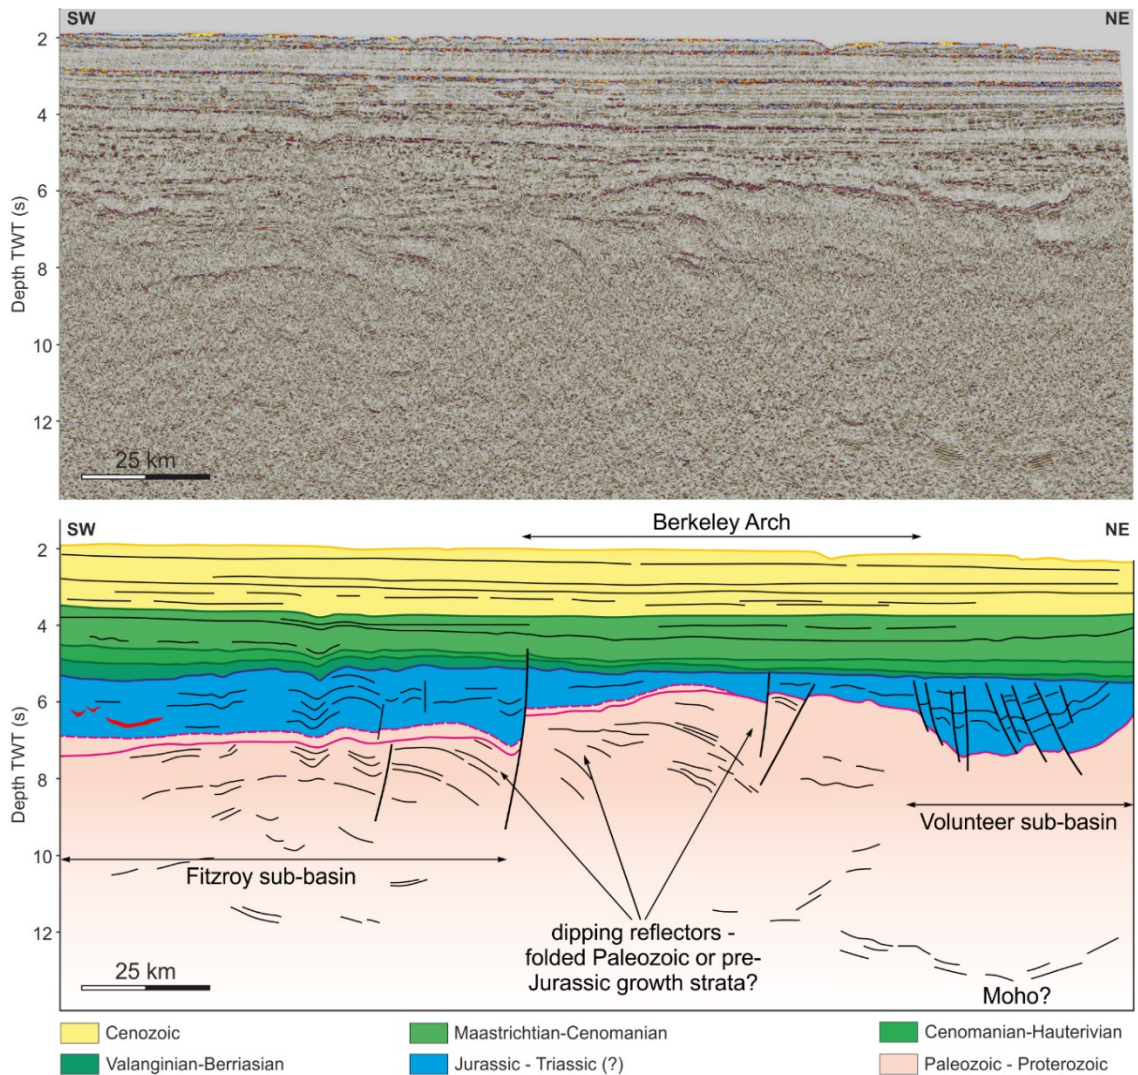 SW
NE
2
4
6
8
10
12
Depth TWT (s)
25 km
SW
Berkeley Arch
NE
2
4
6
8
10
12
Depth TWT (s)
Volunteer sub-basin
Fitzroy sub-basin
dipping reflectors -
folded Paleozoic or pre-
Jurassic growth strata?
25 km
Moho?
Cenozoic
Maastrichtian-Cenomanian
Cenomanian-Hauterivian
Valanginian-Berriasian
Jurassic - Triassic (?)
Paleozoic - Proterozoic